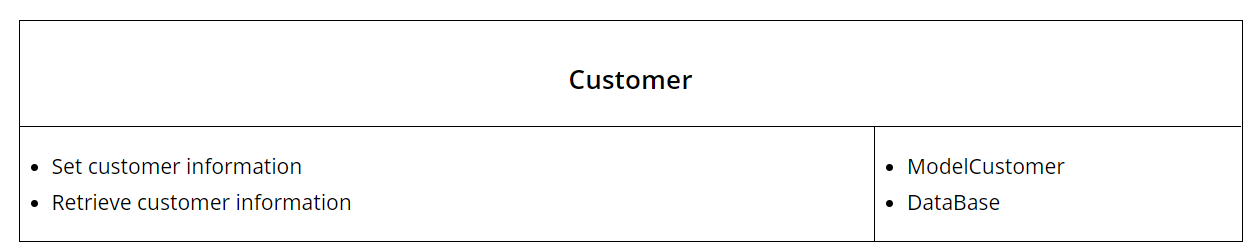 Customer
• Set customer information
• Retrieve customer information
• ModelCustomer
• DataBase